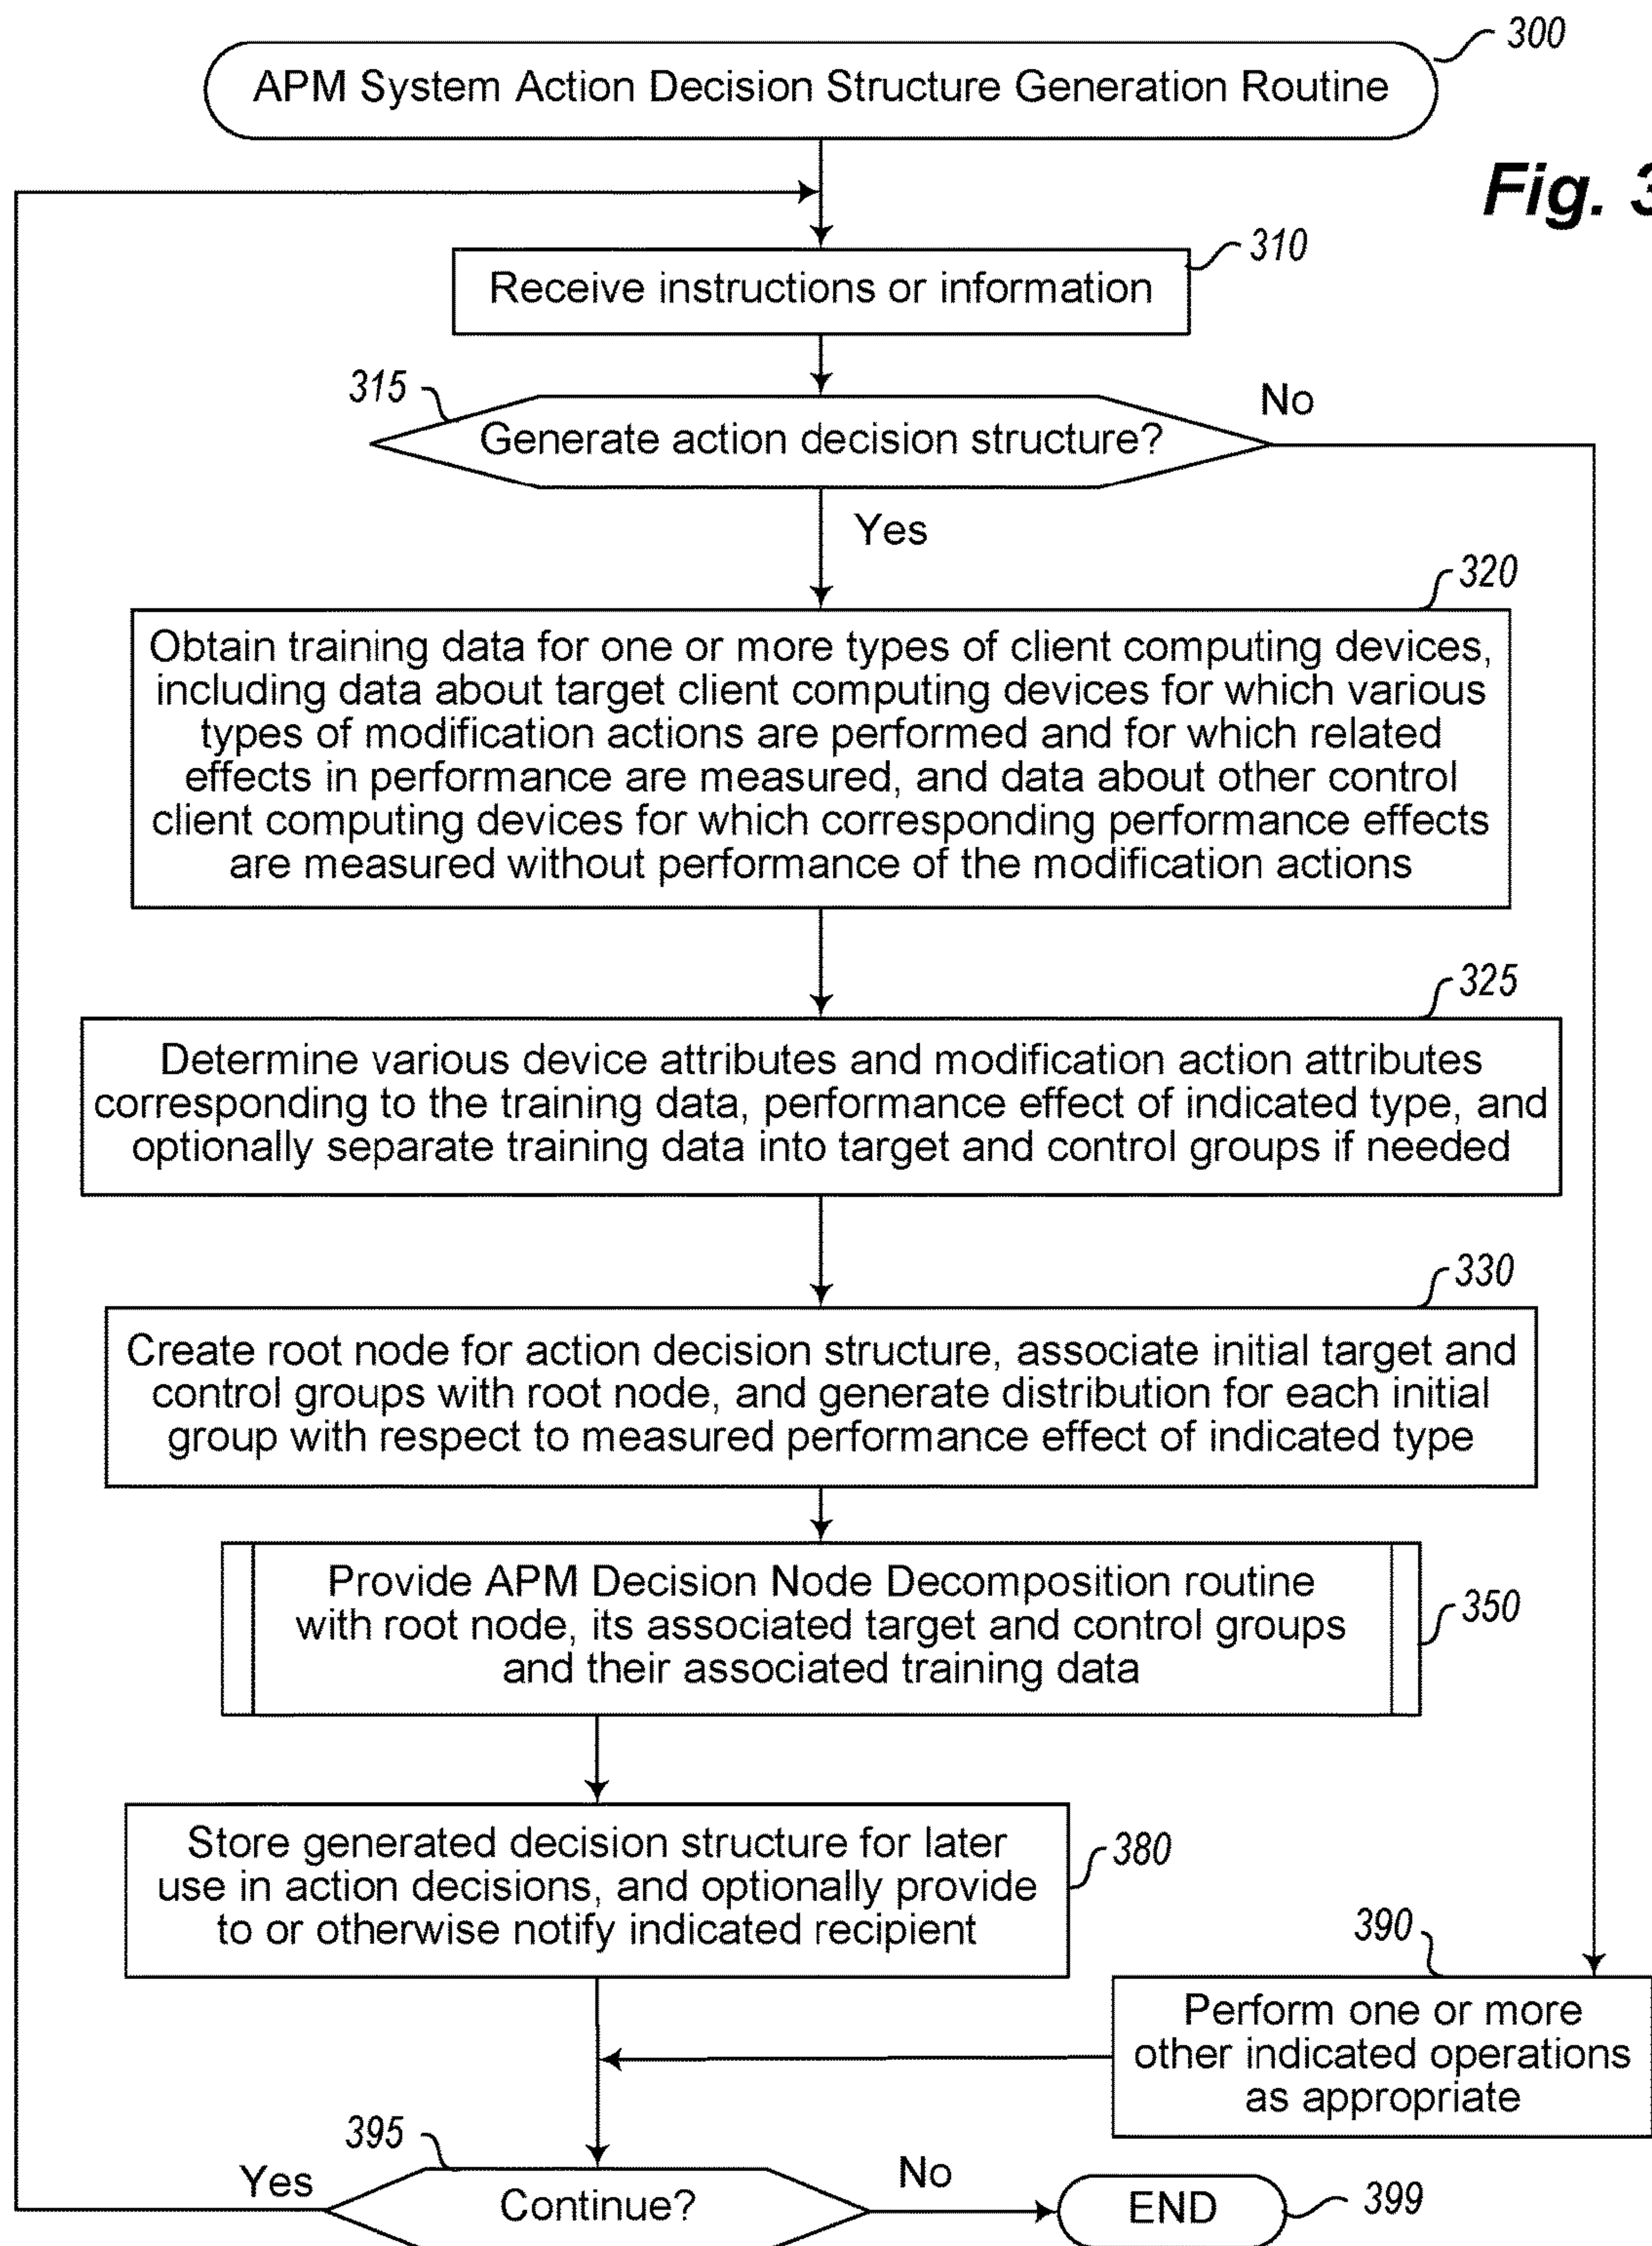 300
APM System Action Decision Structure Generation Routine
Fig. 3
310
Receive instructions or information
315
Generate action decision structure?
No
Yes
320
Obtain training data for one or more types of client computing devices,
including data about target client computing devices for which various
types of modification actions are performed and for which related
effects in performance are measured, and data about other control
client computing devices for which corresponding performance effects
are measured without performance of the modification actions
325
Determine various device attributes and modification action attributes
corresponding to the training data, performance effect of indicated type, and
optionally separate training data into target and control groups if needed
330
Create root node for action decision structure, associate initial target and
control groups with root node, and generate distribution for each initial
group with respect to measured performance effect of indicated type
Provide APM Decision Node Decomposition routine
with root node, its associated target and control groups
and their associated training data
350
Store generated decision structure for later
use in action decisions, and optionally provide
to or otherwise notify indicated recipient
380
390
Perform one or more
other indicated operations
as appropriate
395
Yes
Continue?
No
END
399